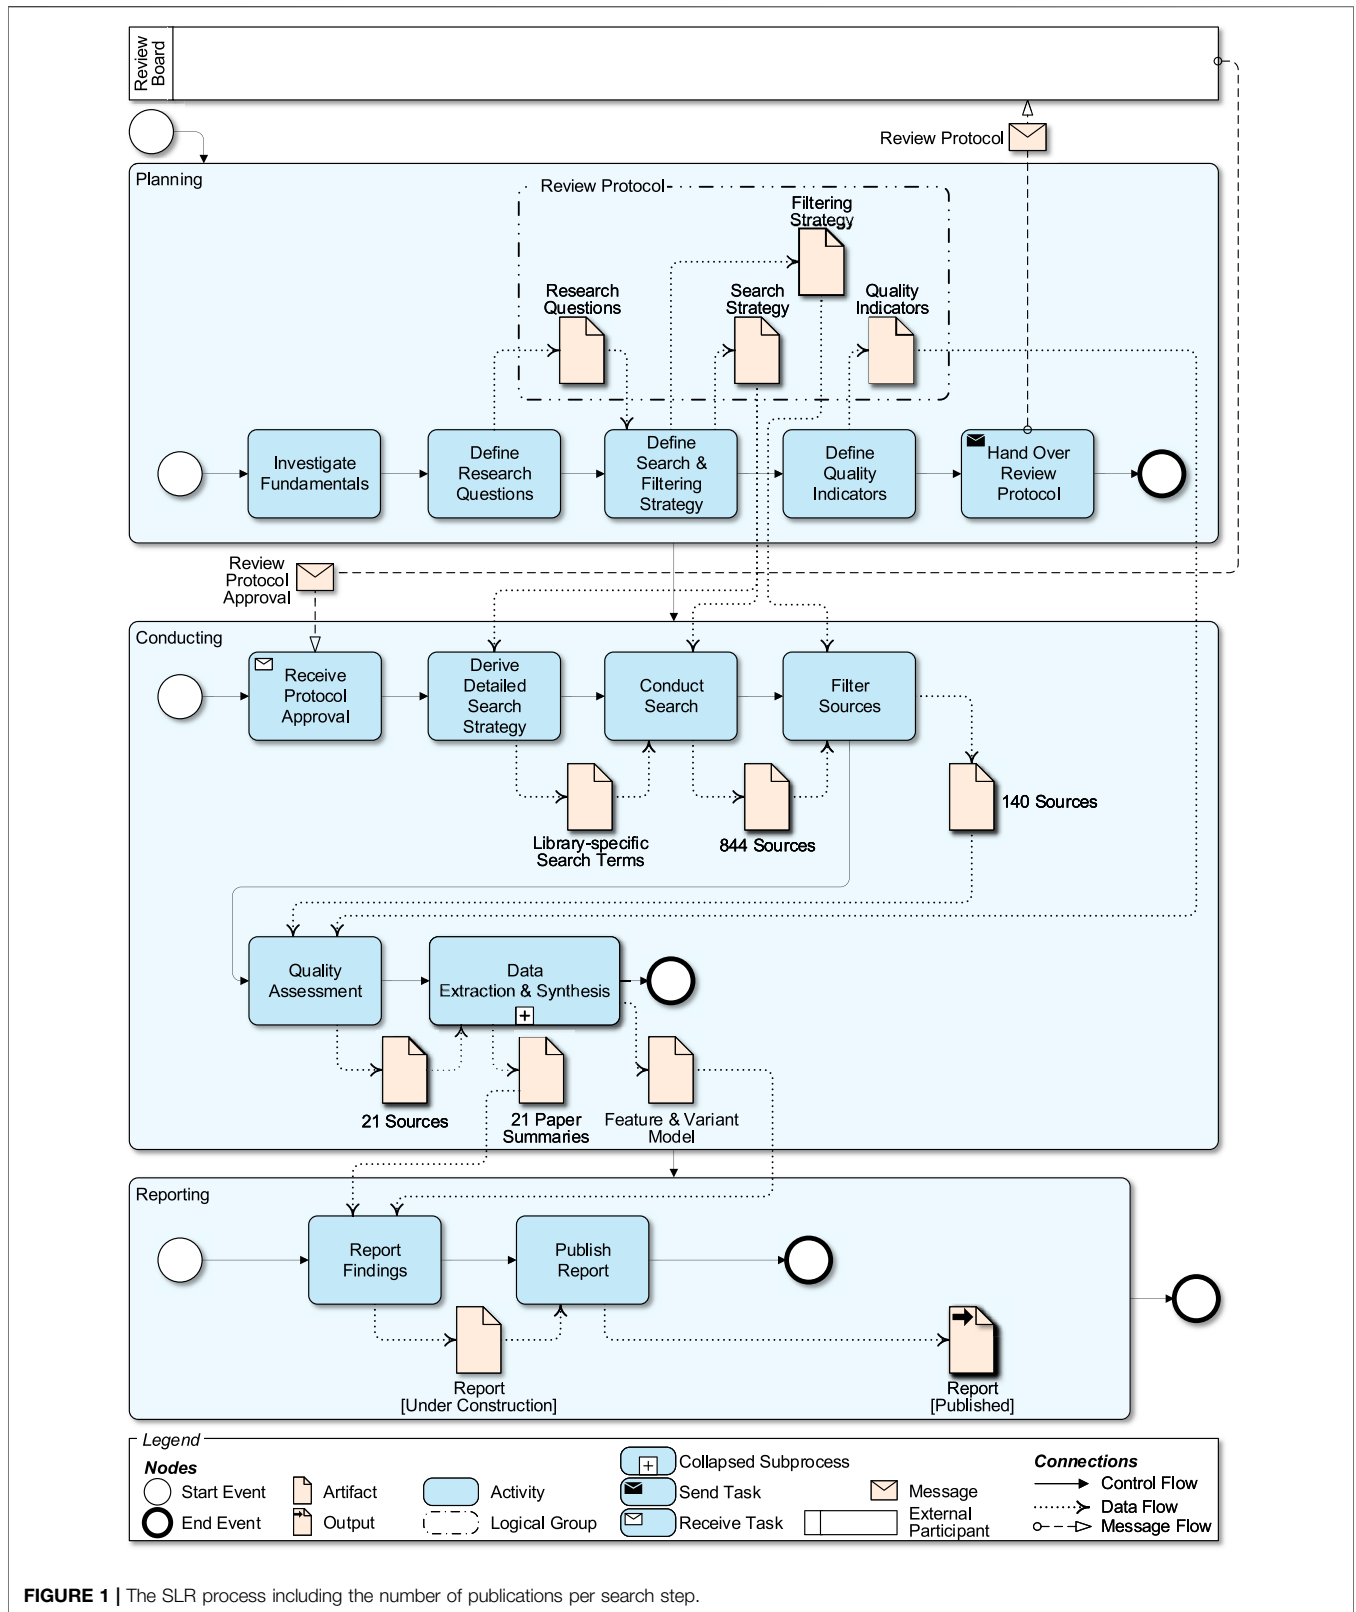 Review
Board
Review Protocol
Planning
Review Protocol
Filtering
Strategy
Research
Questions
Search
Strategy
Quality
Indicators
Investigate
Fundamentals
Define
Research
Questions
Define
Search &
Filtering
Strategy
Define
Quality
Indicators
Hand Over
Review
Protocol
Review
Protocol
Approval
Conducting
Receive
Protocol
Approval
Derive
Detailed
Search
Strategy
Conduct
Search
Filter
Sources
Library-specific
Search Terms
844 Sources
140 Sources
Quality
Assessment
Data
Extraction & Synthesis
21 Sources
21 Paper
Summaries
Feature & Variant
Model
Reporting
Report
Findings
Publish
Report
Report
[Under Construction]
Report
[Published]
Legend
Nodes
Start Event
End Event
Artifact
Output
Activity
Logical Group
Collapsed Subprocess
Send Task
Receive Task
Message
External
Participant
Connections
Control Flow
Data Flow
Message Flow
FIGURE 1 | The SLR process including the number of publications per search step.